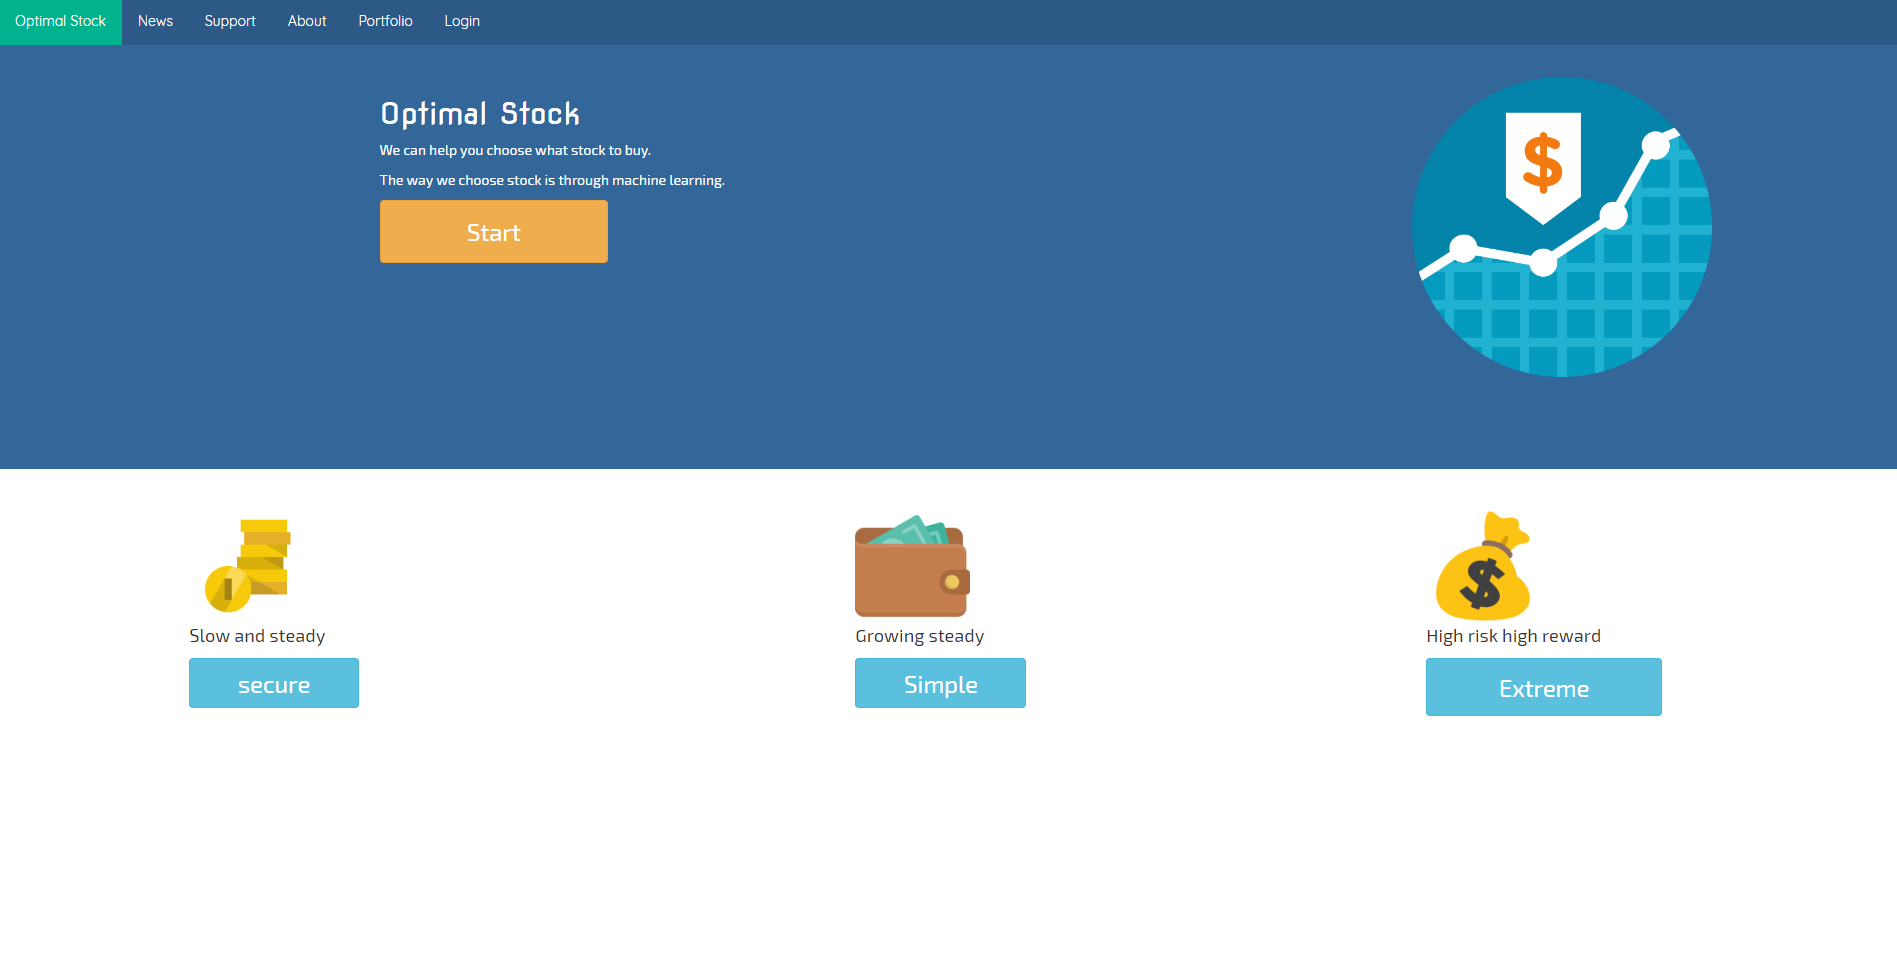 Optimal Stock News Support About Portfolio Login
Optimal Stock
We can help you choose what stock to buy.
The way we choose stock is through machine learning.
Start
$
$
Slow and steady
Growing steady
High risk high reward
secure
Simple
Extreme